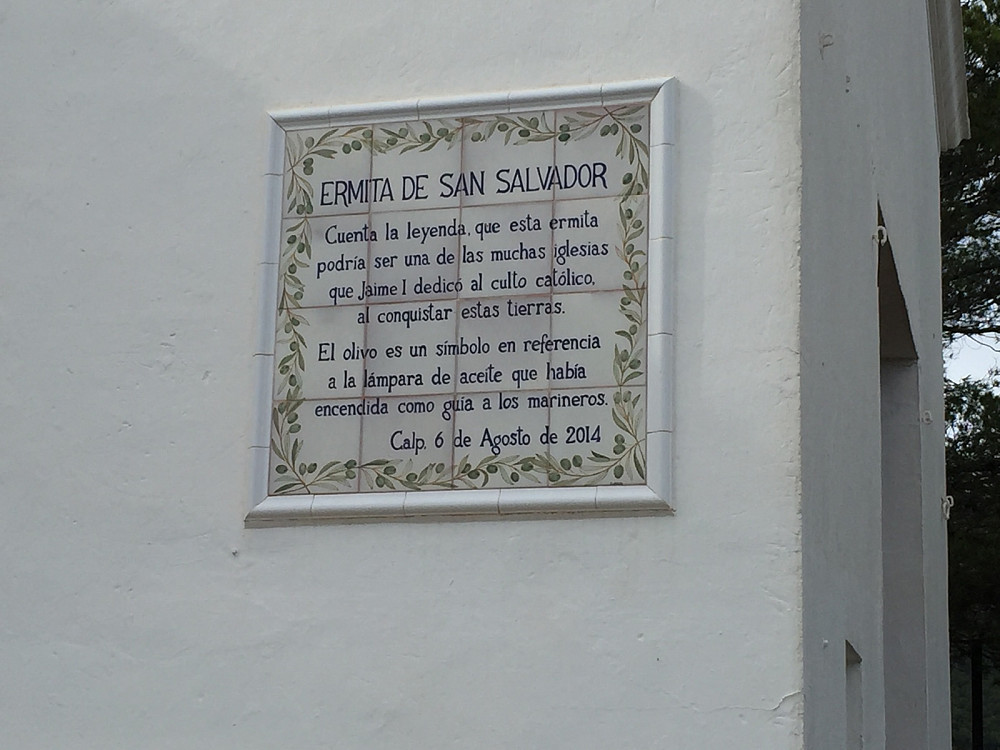 ERMITA DE SAN SALVADOR
Cuenta la leyenda, que esta ermita
podría ser una de las muchas iglesias
que Jaime I dedicó al culto católico,
al conquistar estas tierras.
El olivo es un símbolo en referencia
a la lámpara de aceite que había
encendida como guia a los marineros.
Calp, 6 de Agosto de 2014